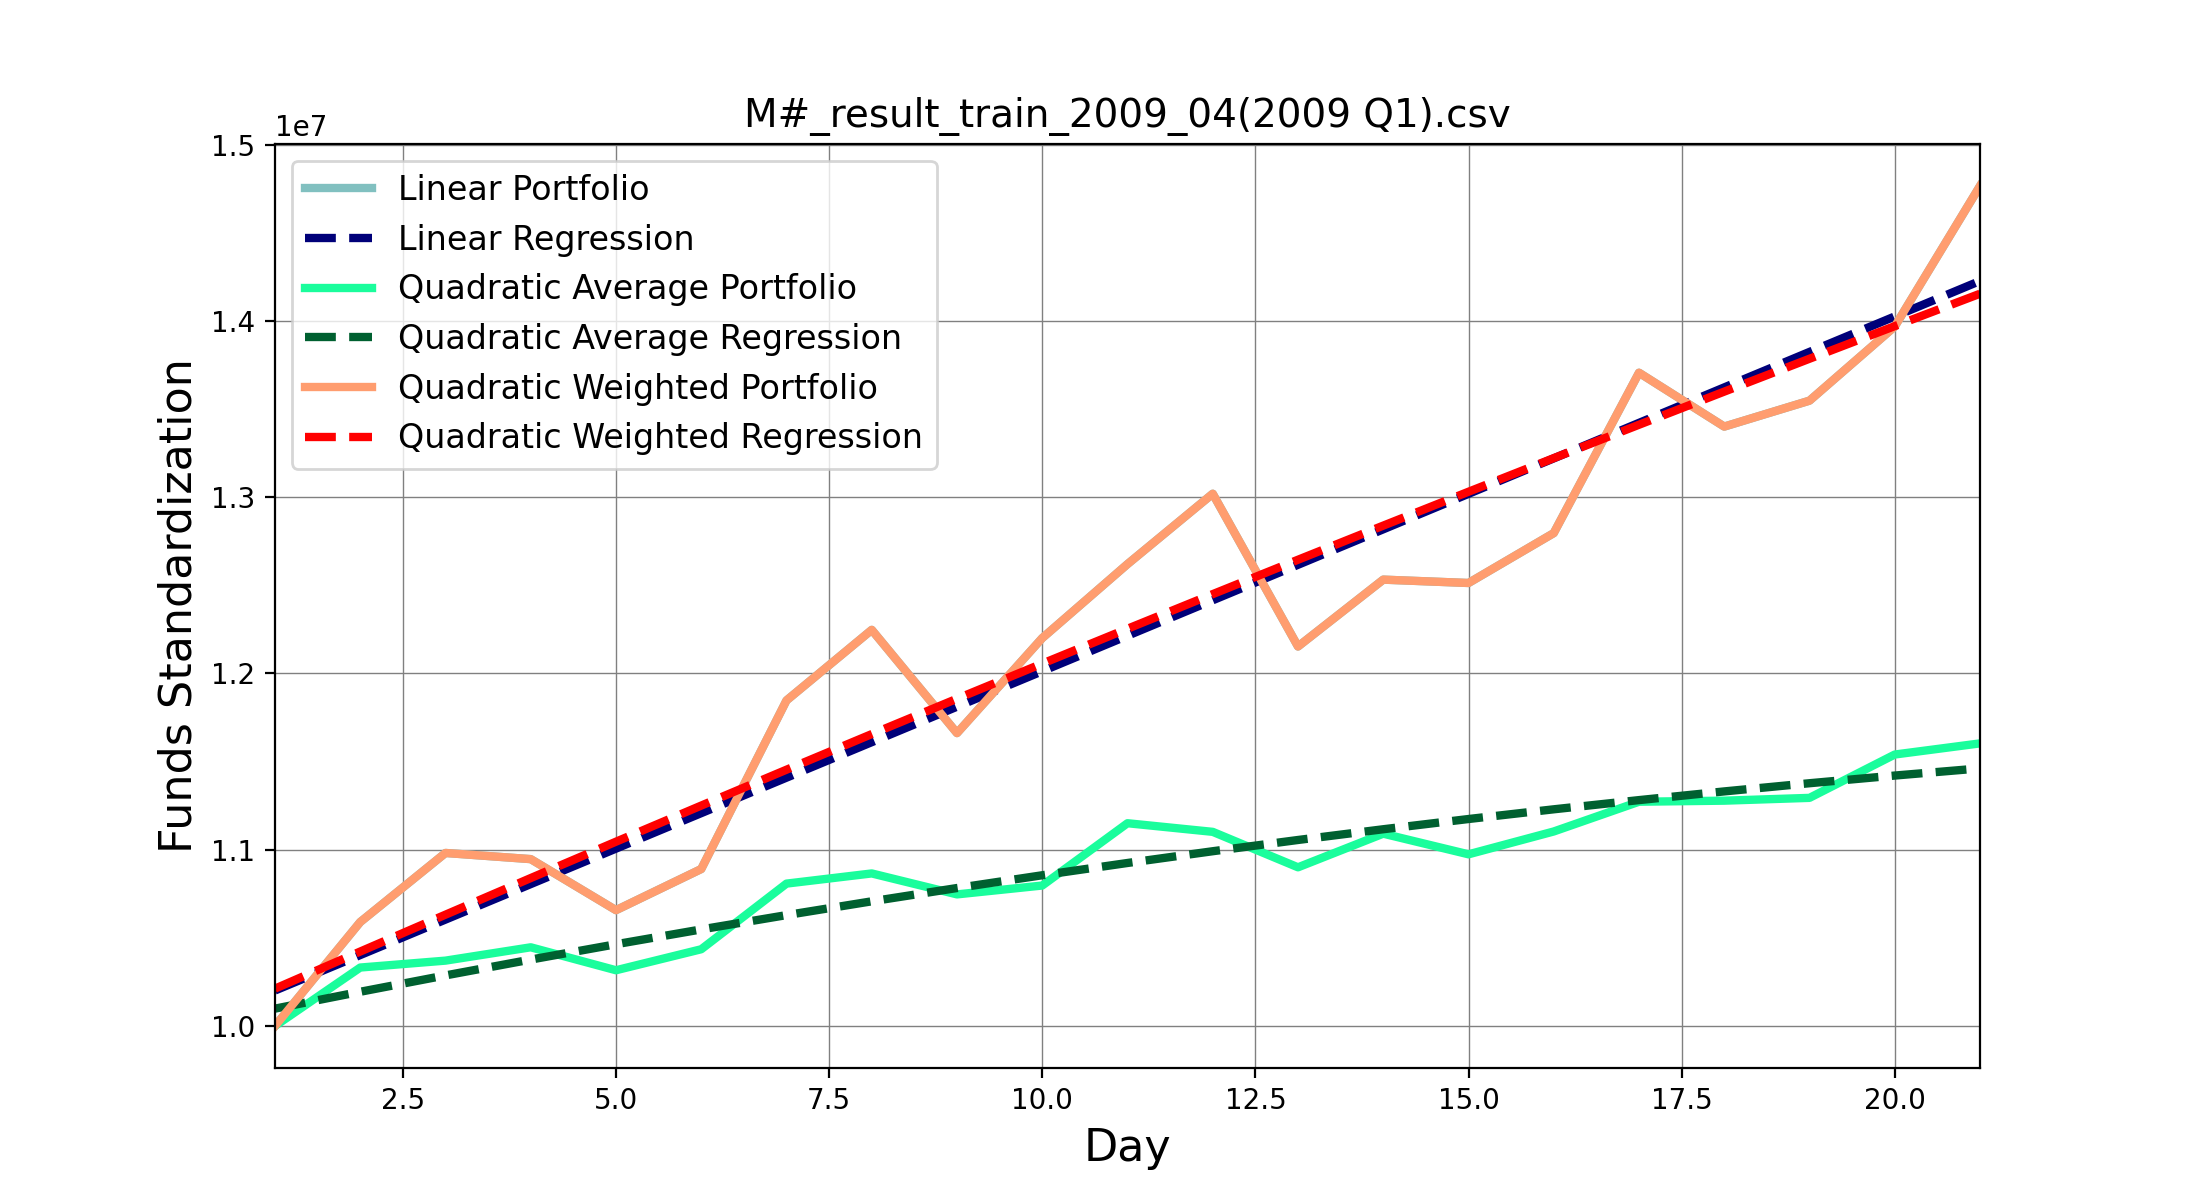 M#_result_train_2009_04(2009 Q1).csv
1e7
1.5
1.4
1.3
1.2
1.1
1.0
Funds Standardization
Linear Portfolio
Linear Regression
Quadratic Average Portfolio
Quadratic Average Regression
Quadratic Weighted Portfolio
Quadratic Weighted Regression
2.5 5.0 7.5 10.0 12.5 15.0 17.5 20.0
Day